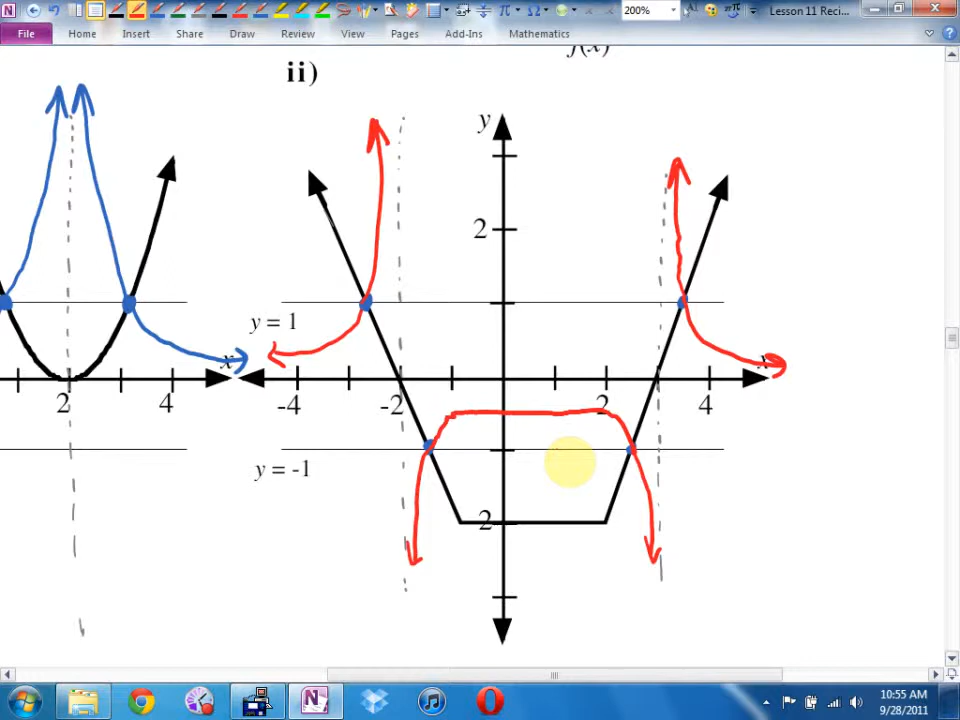 200%
Lesson 11 Reci...
File Home Insert Share Draw Review View Pages Add-Ins Mathematics
f(x)
ii)
y
2
y = 1
x
x
2
4
-4
-2
2
4
y = -1
2
10:55 AM
9/28/2011